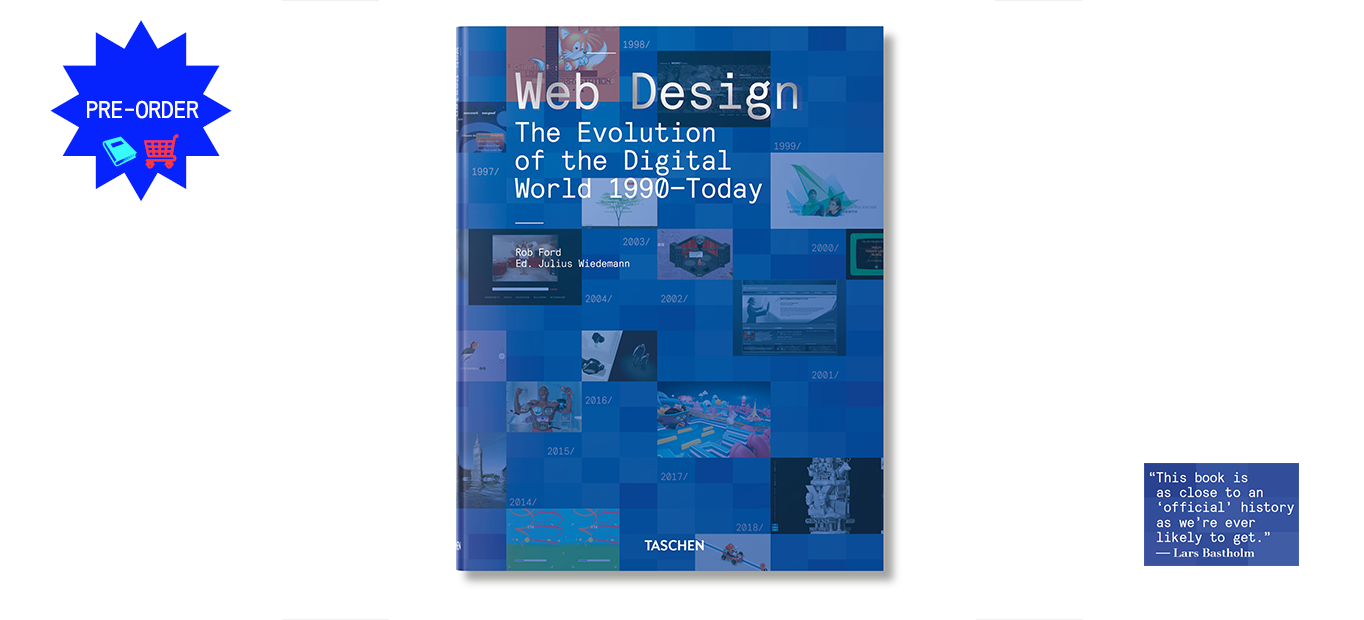 PRE-ORDER
1998/
Web Design
The Evolution
of the Digital
World 1990–Today
1999/
1997/
Rob Ford
Ed. Julius Wiedemann
2003/
2000/
2004/
2002/
2001/
2016/
2015/
2017/
2014/
2018/
TASCHEN
“This book is
as close to an
‘official’ history
as we’re ever
likely to get.”
— Lars Bastholm